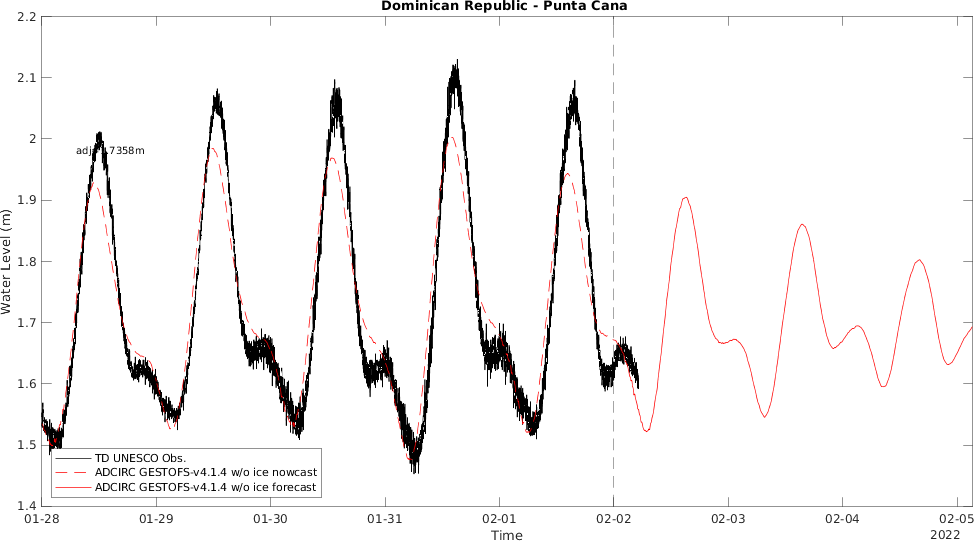 Dominican Republic - Punta Cana
2.2
2.1
2
1.9
1.8
1.7
1.6
1.5
1.4
Water Level (m)
7358m
TD UNESCO Obs.
ADCIRC GESTOFS-v4.1.4 w/o ice nowcast
ADCIRC GESTOFS-v4.1.4 w/o ice forecast
01-28 01-29 01-30 01-31 02-01 02-02 02-03 02-04 02-05
Time
2022